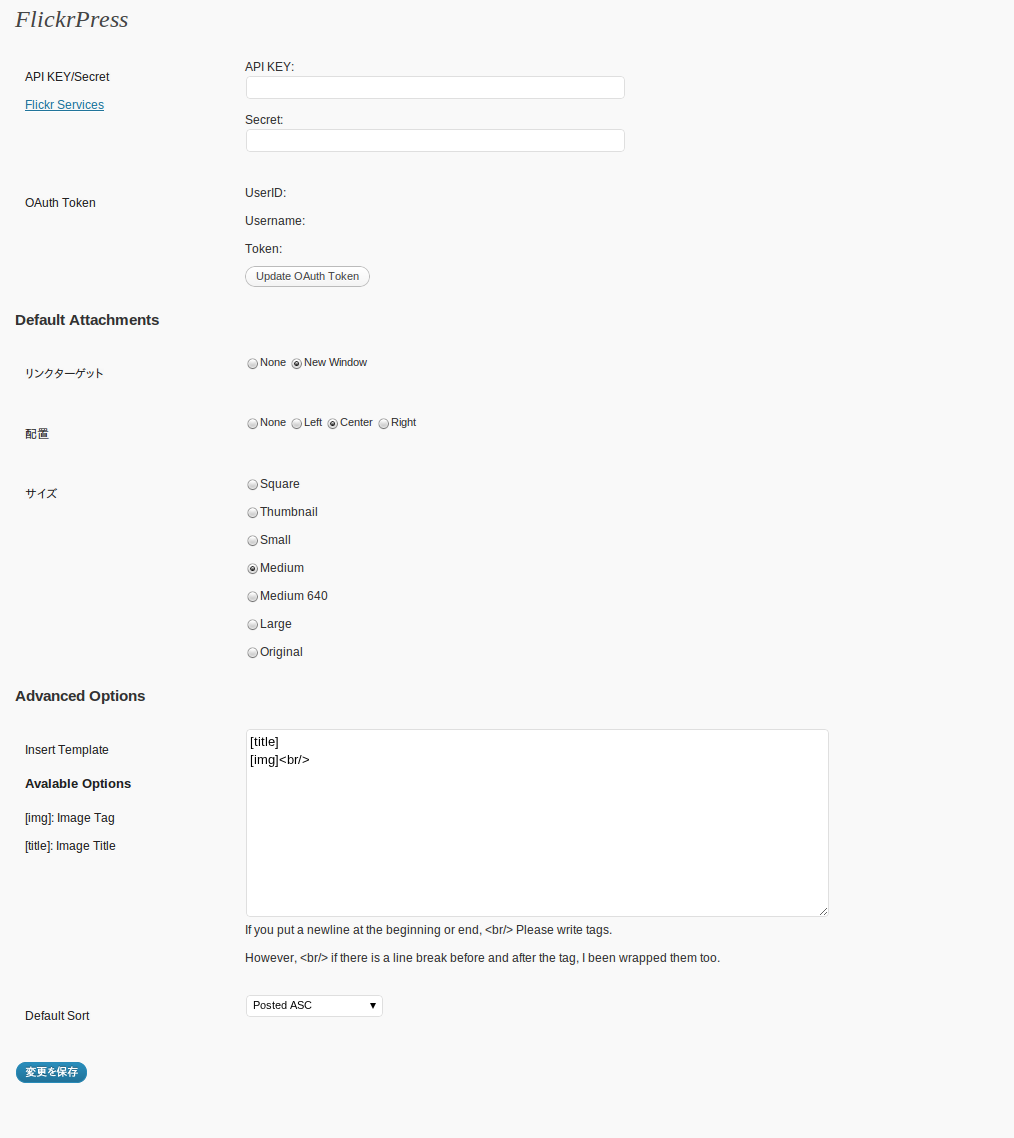 FlickrPress
API KEY/Secret
Flickr Services
API KEY:
Secret:
OAuth Token
UserID:
Username:
Token:
Update OAuth Token
Default Attachments
リンクターゲット
None New Window
配置
None Left Center Right
サイズ
Square
Thumbnail
Small
Medium
Medium 640
Large
Original
Advanced Options
Insert Template
Avalable Options
[img]: Image Tag
[title]: Image Title
[title]
[img]<br/>
If you put a newline at the beginning or end, <br/> Please write tags.
However, <br/> if there is a line break before and after the tag, I been wrapped them too.
Default Sort
Posted ASC
変更を保存